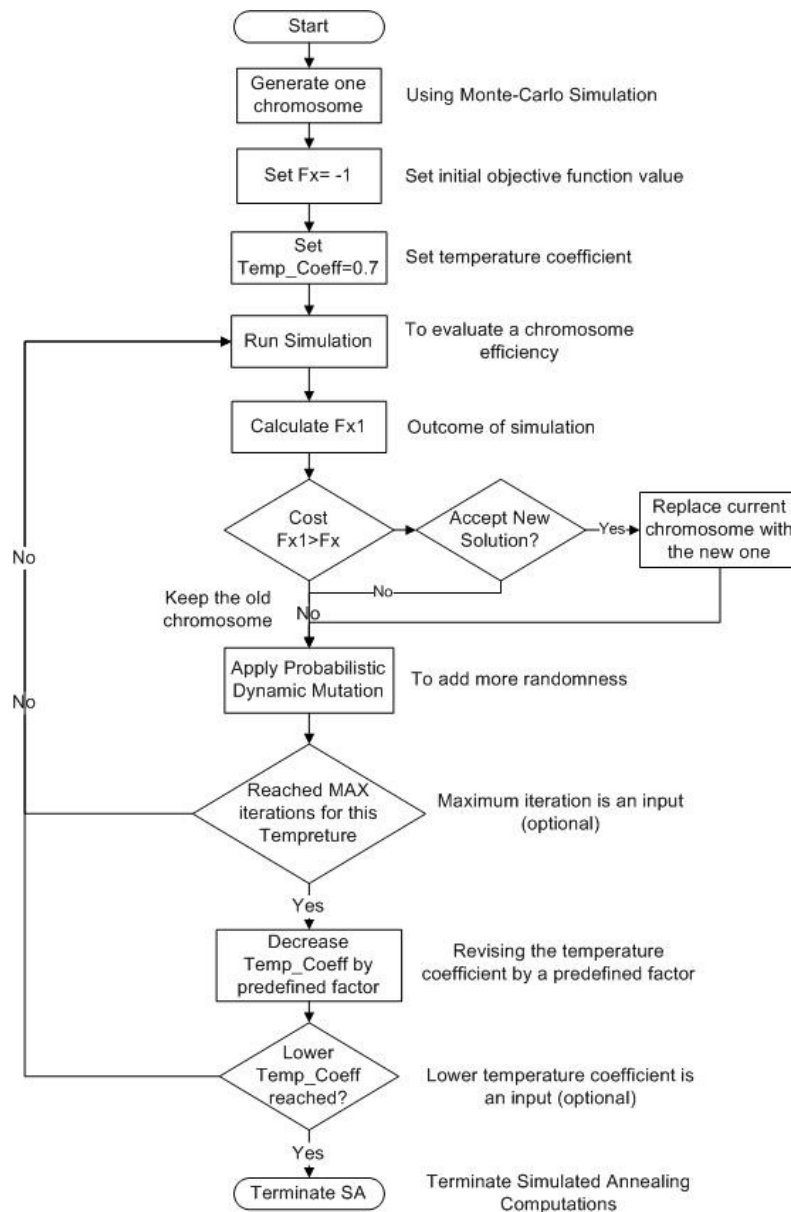 Start
Generate one
chromosome
Using Monte-Carlo Simulation
Set Fx= -1
Set initial objective function value
Set
Temp_Coeff=0.7
Set temperature coefficient
Run Simulation
To evaluate a chromosome
efficiency
Calculate Fx1
Outcome of simulation
Cost
Fx1>Fx
Accept New
Solution?
Yes
Replace current
chromosome with
the new one
No
No
Keep the old
chromosome
No
Apply Probabilistic
Dynamic Mutation
To add more randomness
No
Reached MAX
iterations for this
Tempreture
Maximum iteration is an input
(optional)
Yes
Decrease
Temp_Coeff by
predefined factor
Revising the temperature
coefficient by a predefined factor
Lower
Temp_Coeff
reached?
Lower temperature coefficient is
an input (optional)
Yes
Terminate SA
Terminate Simulated Annealing
Computations